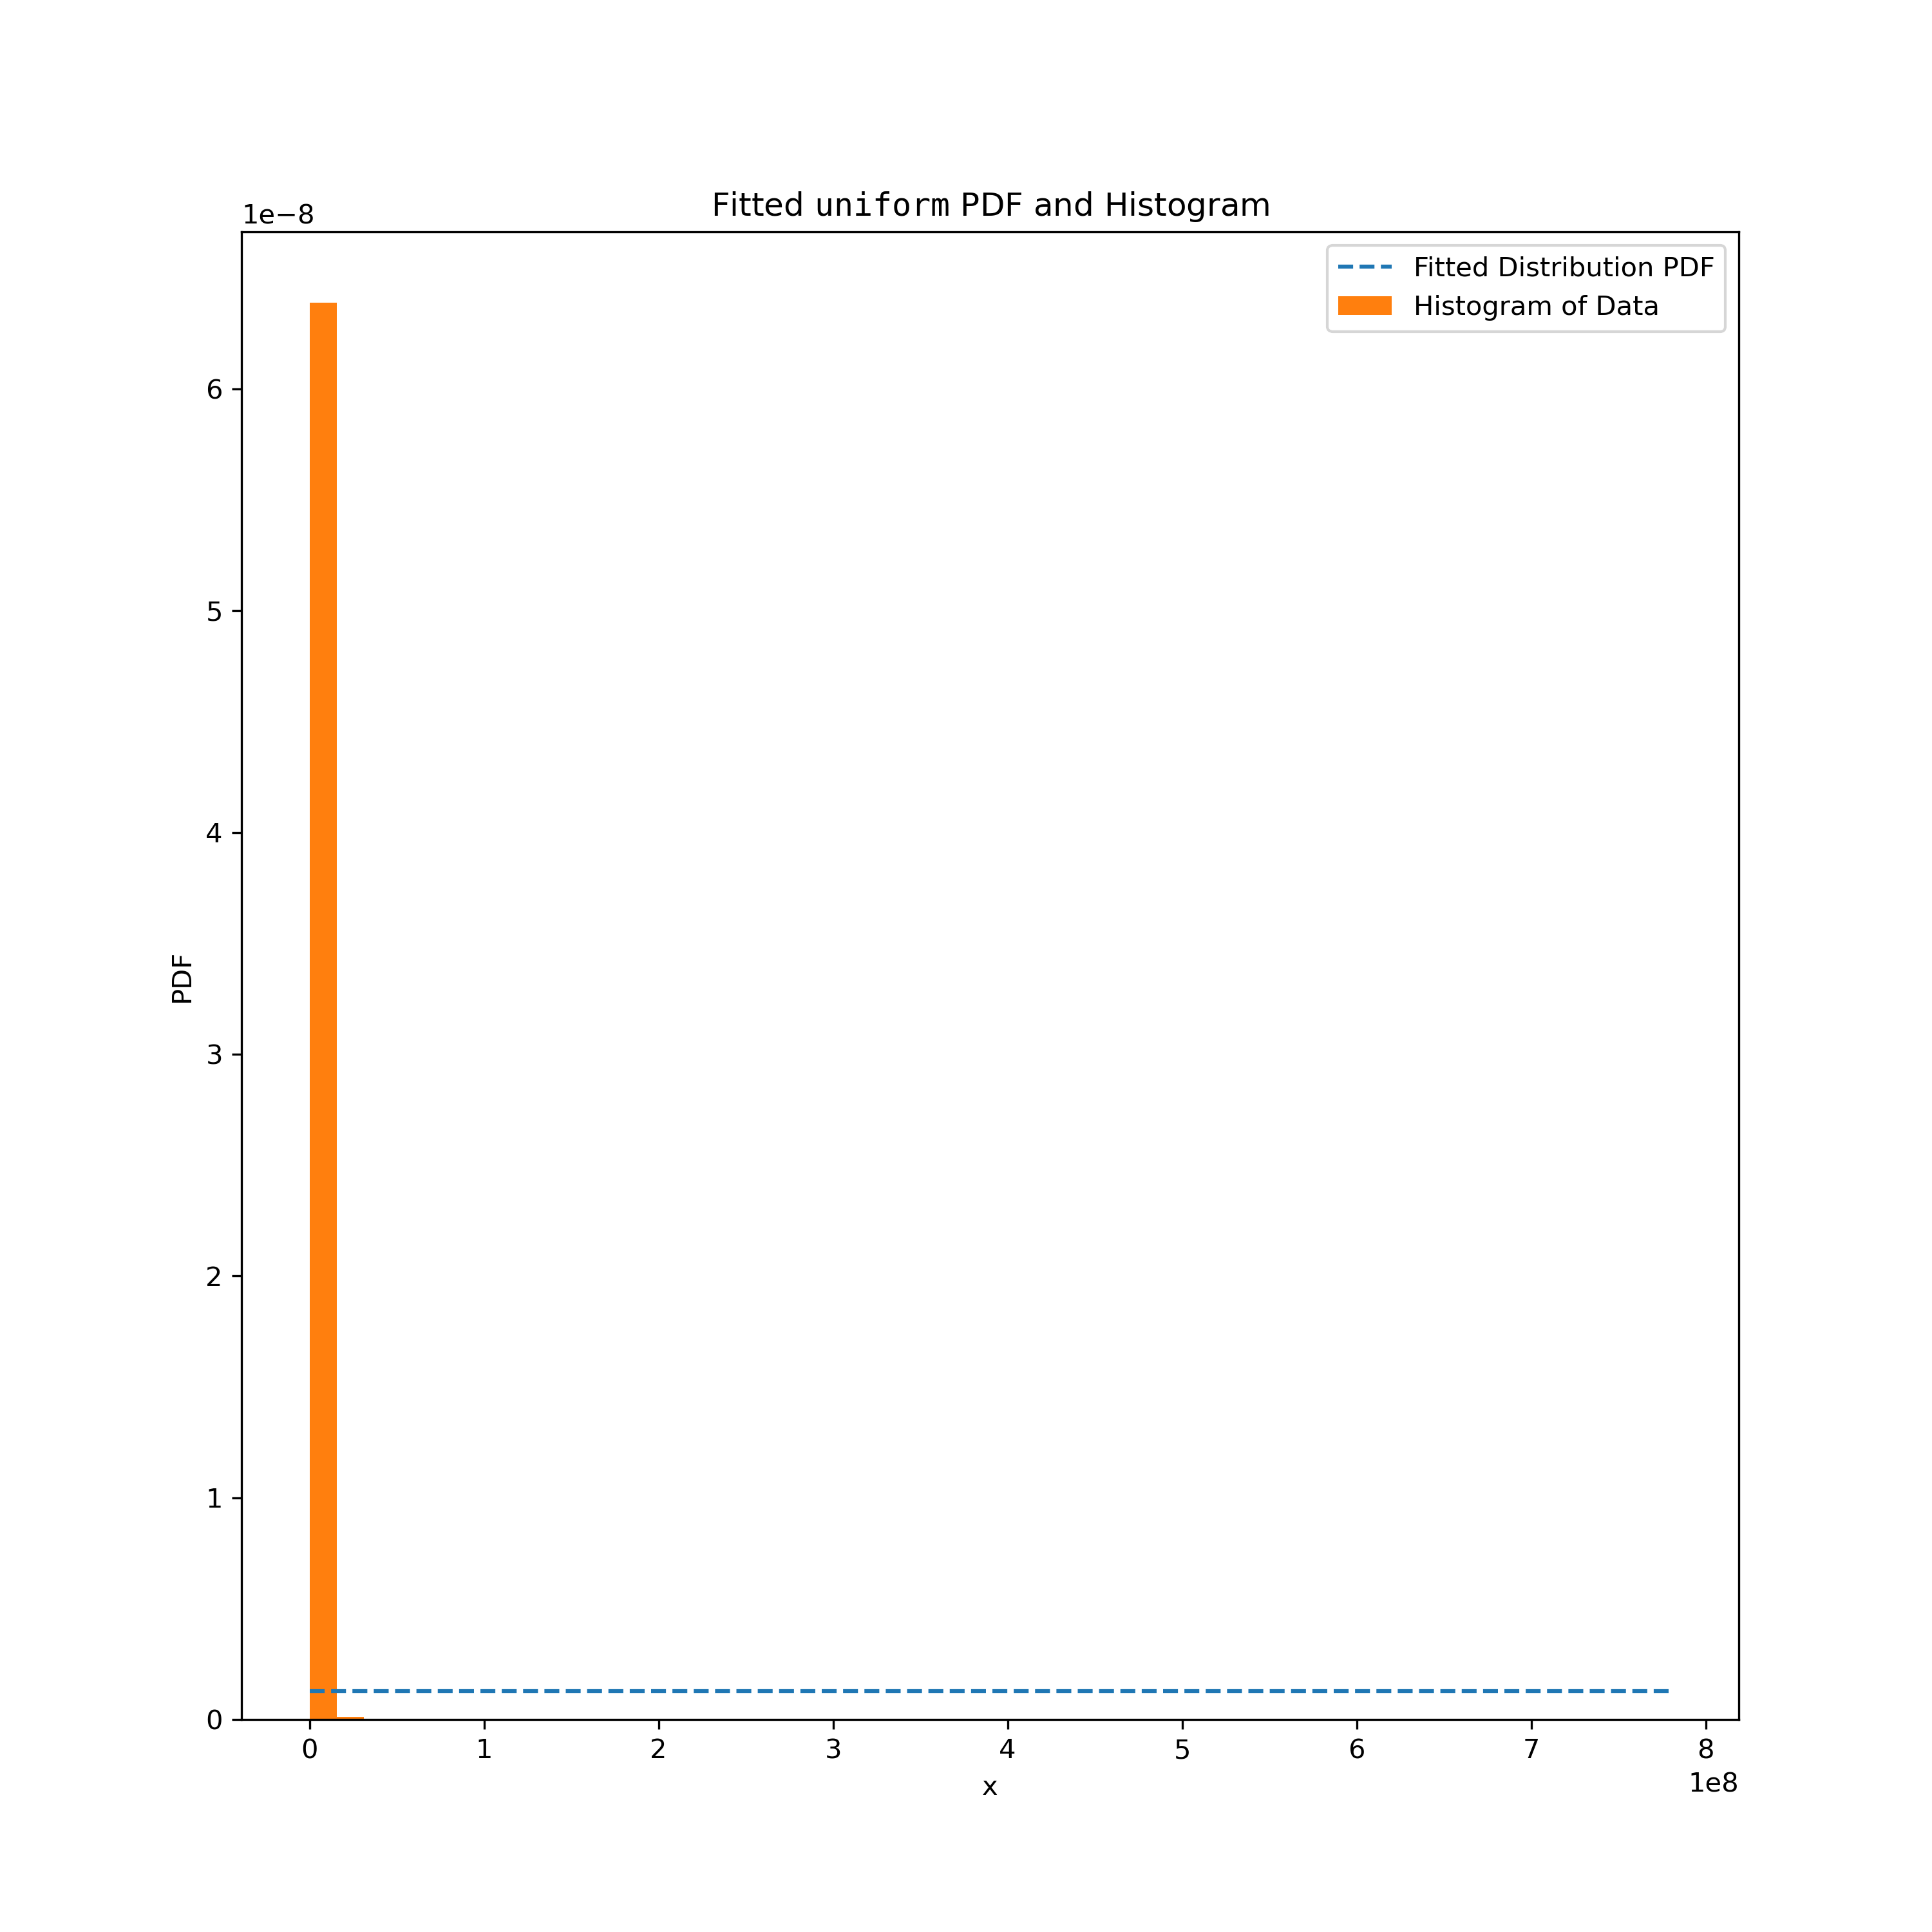 Fitted uniform PDF and Histogram
1e−8
Fitted Distribution PDF
Histogram of Data
6
5
4
3
2
1
0
PDF
0 1 2 3 4 5 6 7 8
1e8
x